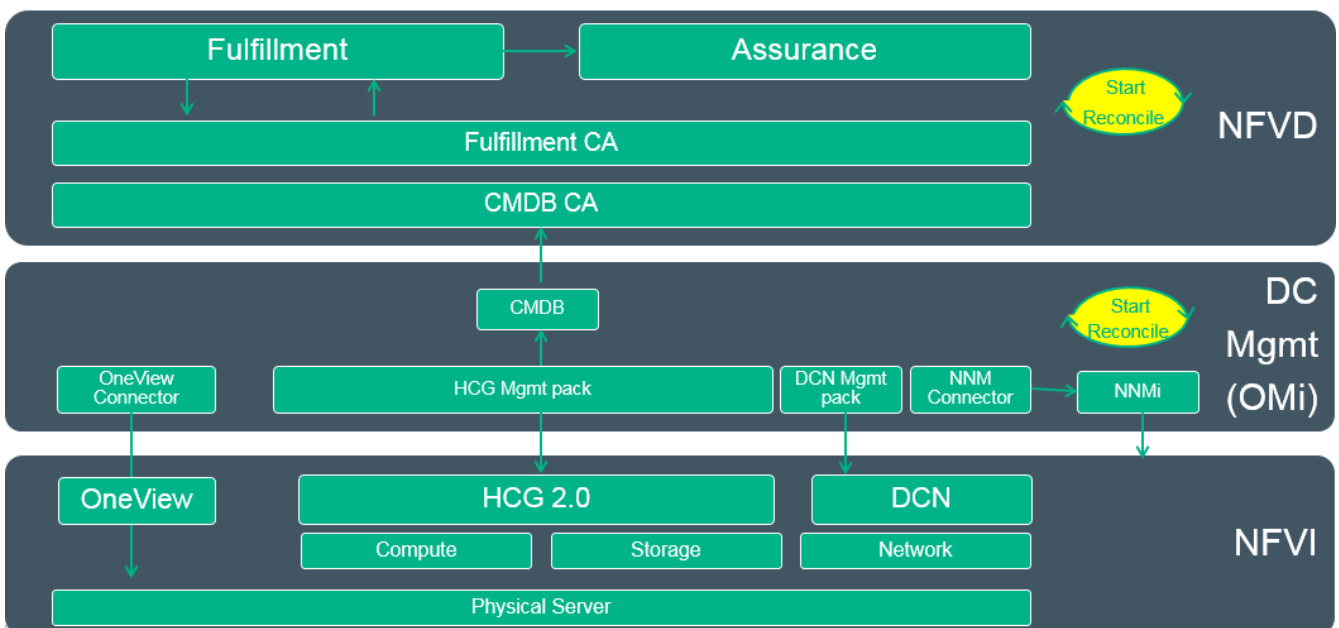 Fulfillment
Assurance
Start
Reconcile
NFVD
Fulfillment CA
CMDB CA
CMDB
Start
Reconcile
DC
Mgmt
(OMi)
OneView
Connector
HCG Mgmt pack
DCN Mgmt
pack
NNM
Connector
NNMi
OneView
HCG 2.0
DCN
Compute
Storage
Network
NFVI
Physical Server